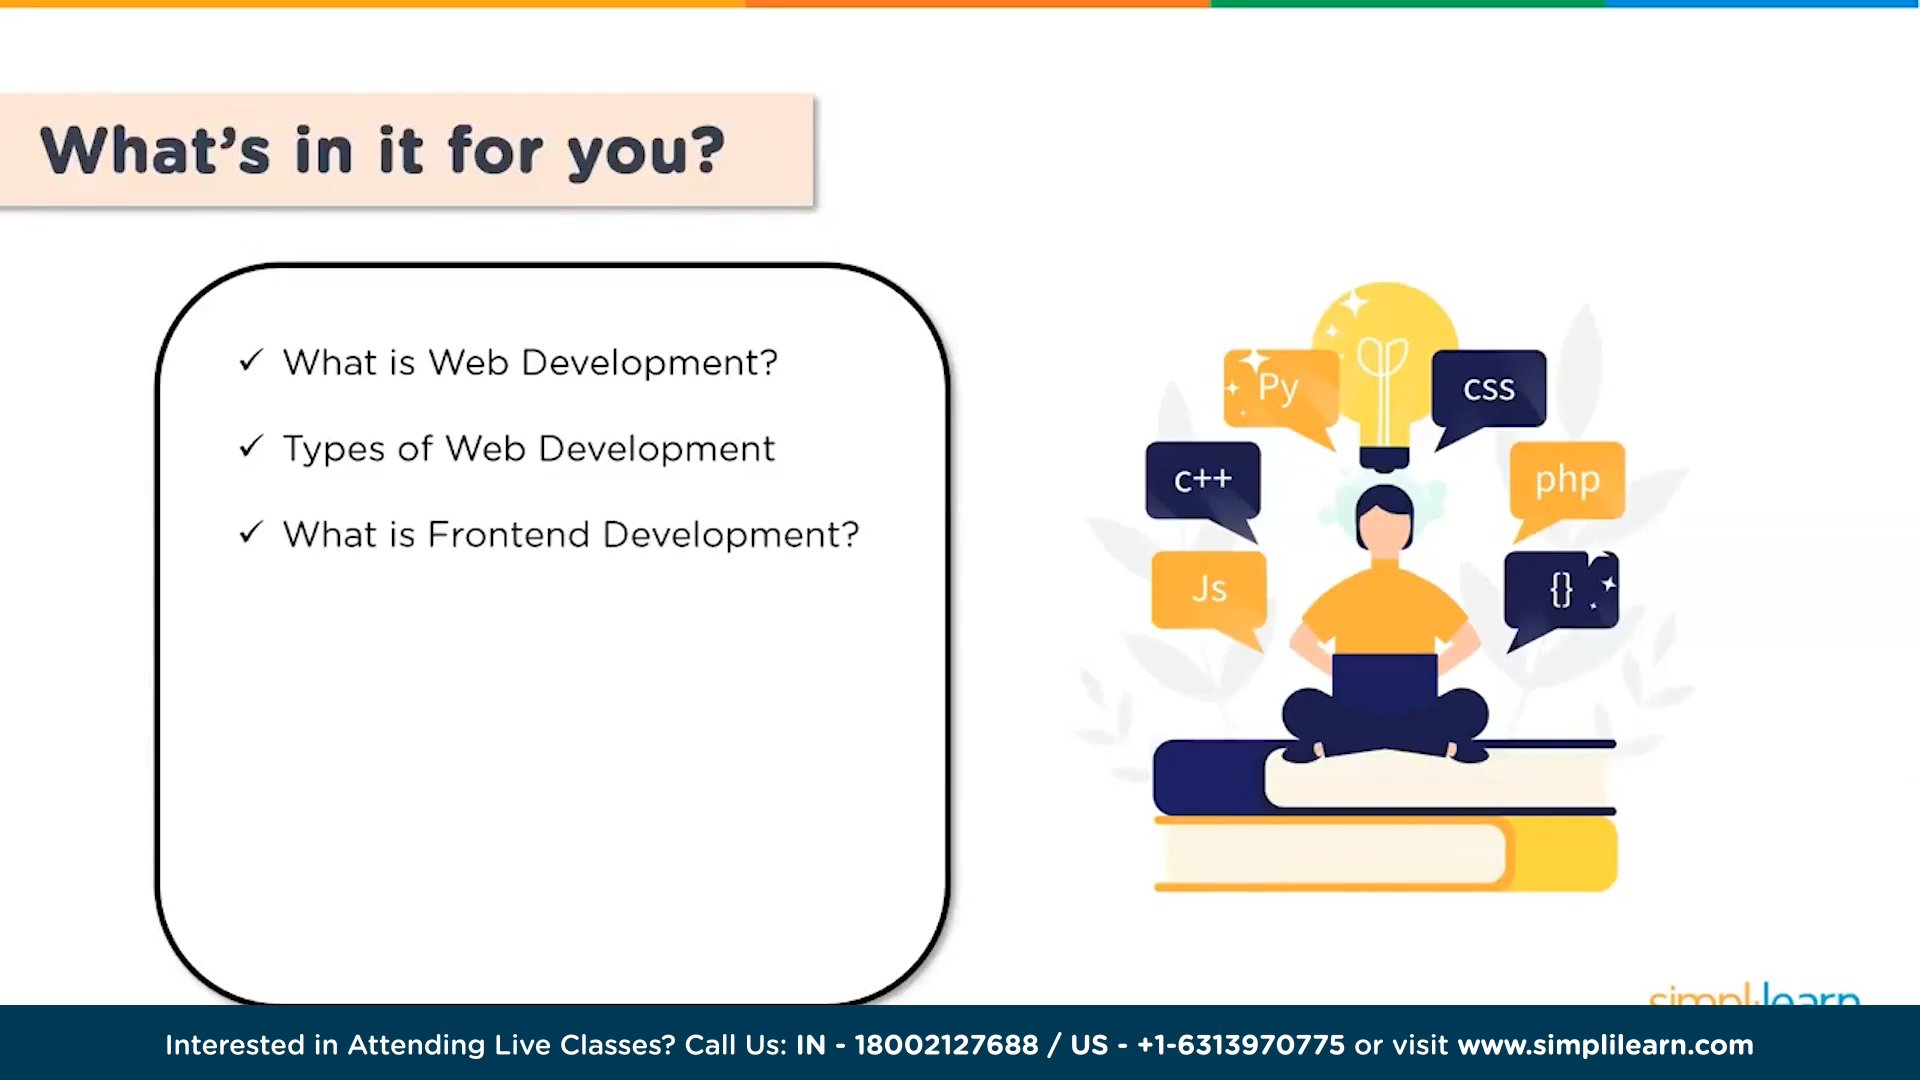 What's in it for you?
✓ What is Web Development?
✓ Types of Web Development
✓ What is Frontend Development?
Py
css
c++
php
Js
{}
simplilearn
Interested in Attending Live Classes? Call Us: IN - 18002127688 / US - +1-6313970775 or visit www.simplilearn.com